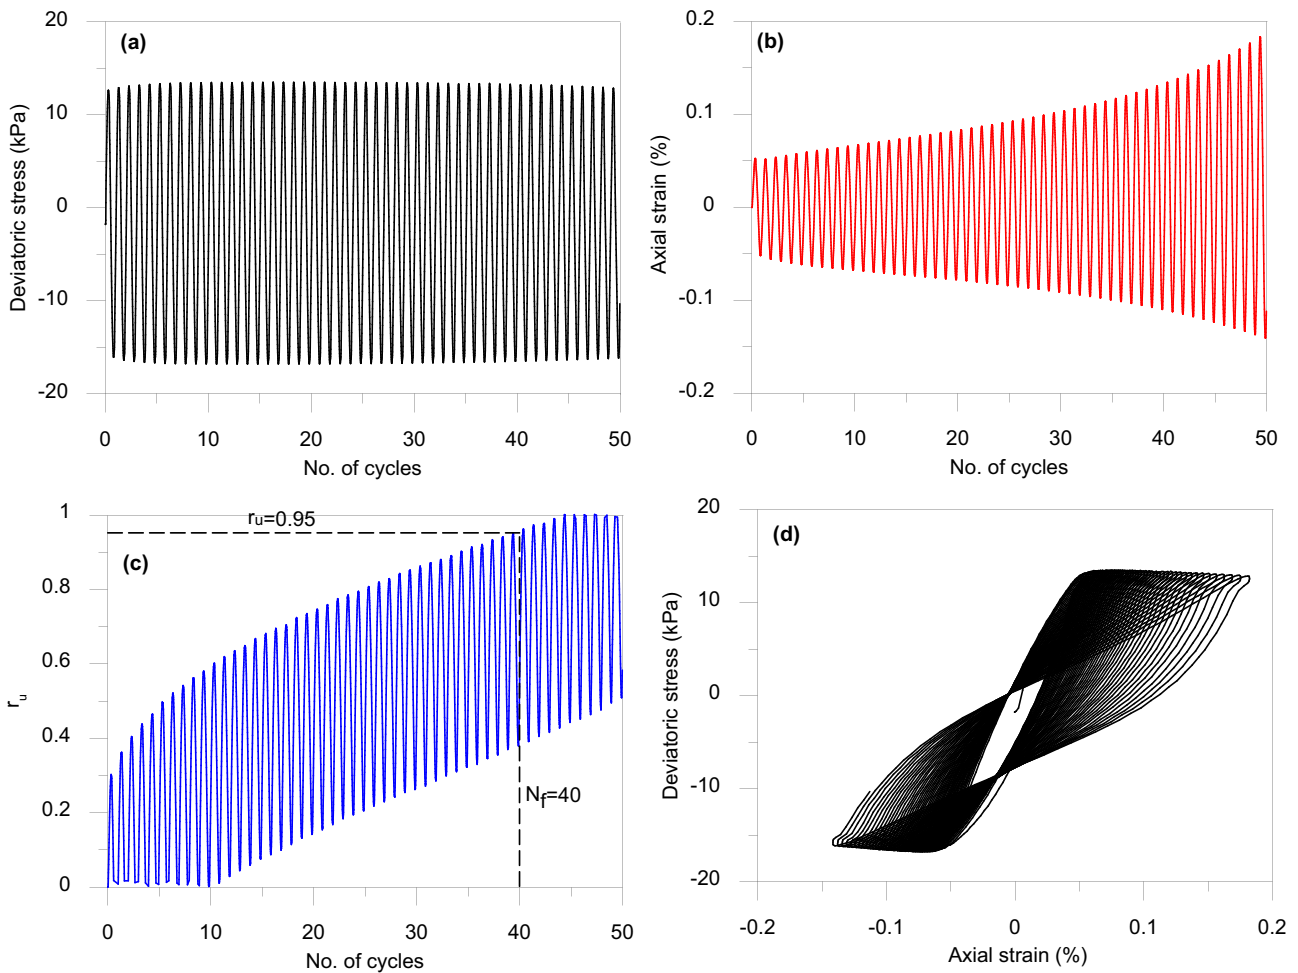 (a)
20
10
0
-10
-20
Deviatoric stress (kPa)
0 10 20 30 40 50
No. of cycles
(b)
0.2
0.1
0
-0.1
-0.2
Axial strain (%)
0 10 20 30 40 50
No. of cycles
(c)
1
0.8
0.6
0.4
0.2
0
r_u
r_u=0.95
N_f=40
0 10 20 30 40 50
No. of cycles
(d)
20
10
0
-10
-20
Deviatoric stress (kPa)
-0.2 -0.1 0 0.1 0.2
Axial strain (%)